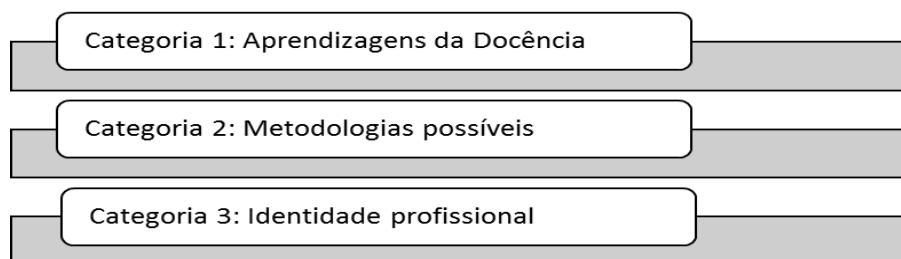 Categoria 1: Aprendizagens da Docência
Categoria 2: Metodologias possíveis
Categoria 3: Identidade profissional